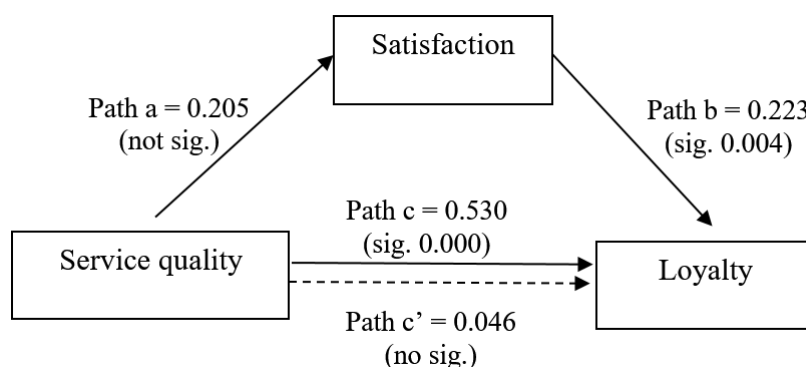 Satisfaction
Path a = 0.205
(not sig.)
Path b = 0.223
(sig. 0.004)
Path c = 0.530
(sig. 0.000)
Service quality
Loyalty
Path c’ = 0.046
(no sig.)